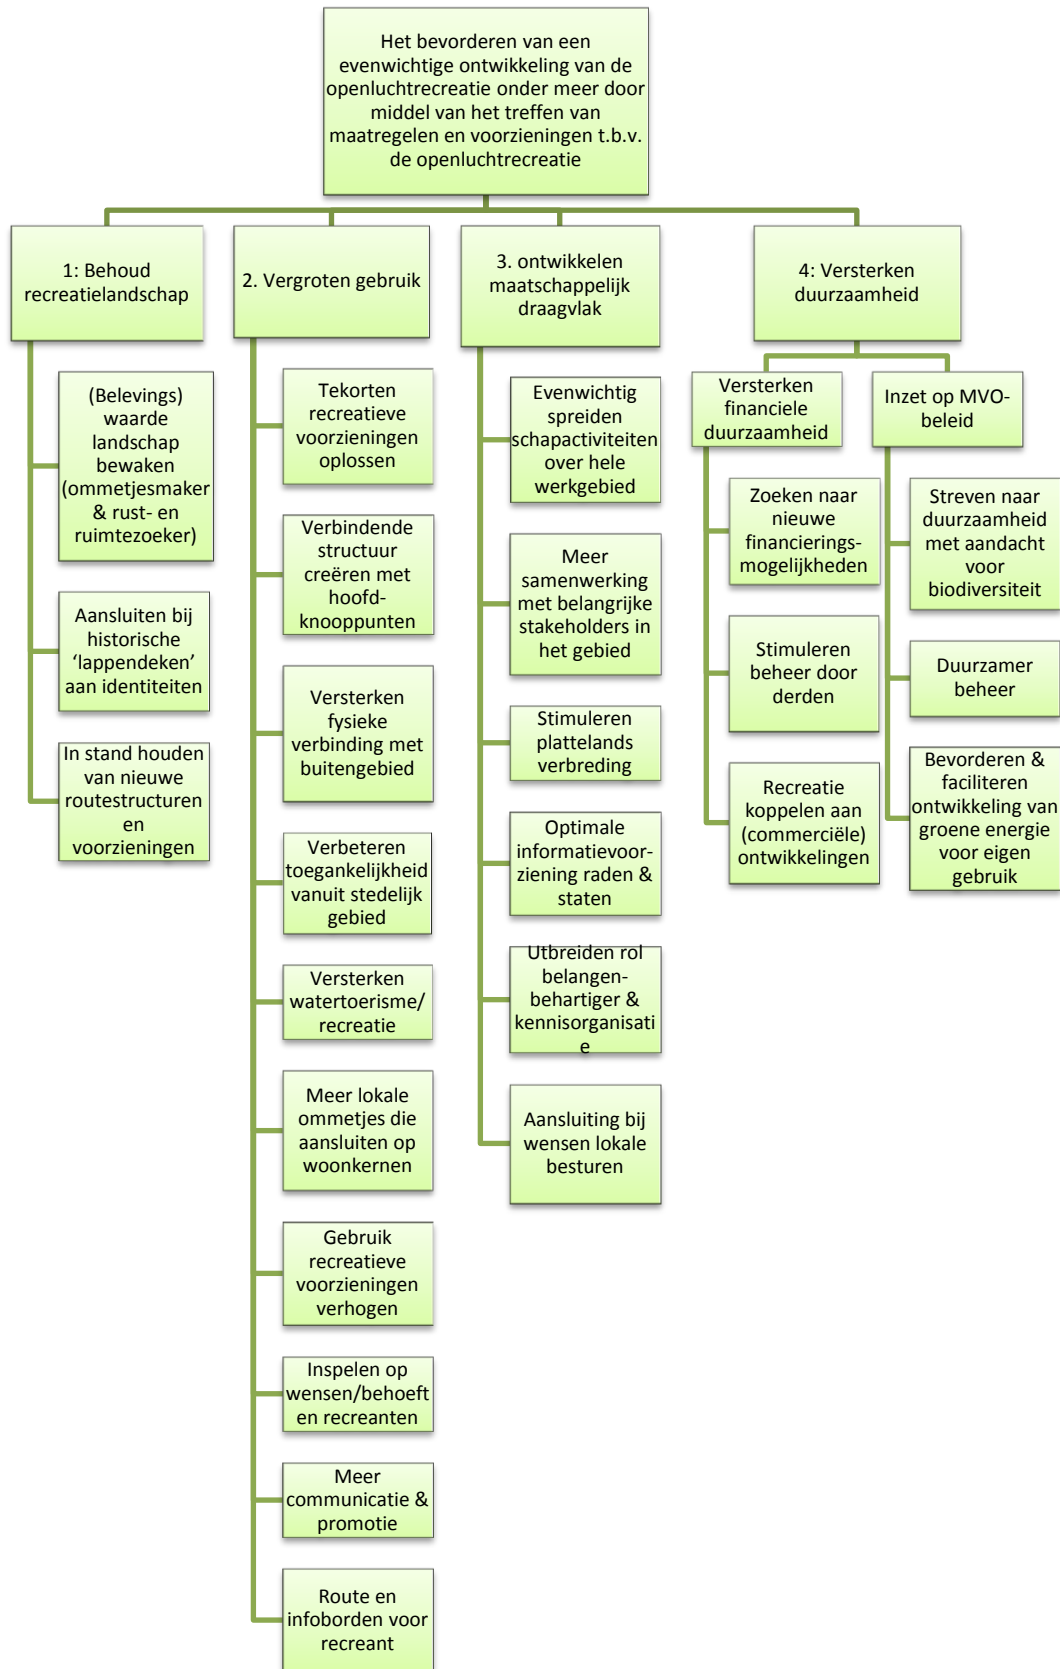 Het bevorderen van een
evenwichtige ontwikkeling van de
openluchtrecreatie onder meer door
middel van het treffen van
maatregelen en voorzieningen t.b.v.
de openluchtrecreatie
1: Behoud
recreatielandschap
2. Vergroten gebruik
3. ontwikkelen
maatschappelijk
draagvlak
4: Versterken
duurzaamheid
(Belevings)
waarde
landschap
bewaken
(ommetjesmaker
& rust- en
ruimtezoeker)
Aansluiten bij
historische
‘lappendeken’
aan identiteiten
In stand houden
van nieuwe
routestructuren
en
voorzieningen
Tekorten
recreatieve
voorzieningen
oplossen
Verbindende
structuur
creëren met
hoofd-
knooppunten
Versterken
fysieke
verbinding met
buitengebied
Verbeteren
toegankelijkheid
vanuit stedelijk
gebied
Versterken
watertoerisme/
recreatie
Meer lokale
ommetjes die
aansluiten op
woonkernen
Gebruik
recreatieve
voorzieningen
verhogen
Inspelen op
wensen/behoeft
en recreanten
Meer
communicatie &
promotie
Route en
infoborden voor
recreant
Evenwichtig
spreiden
schapactiviteiten
over hele
werkgebied
Meer
samenwerking
met belangrijke
stakeholders in
het gebied
Stimuleren
plattelands
verbreding
Optimale
informatievoor-
ziening raden &
staten
Utbreiden rol
belangen-
behartiger &
kennisorganisati
e
Aansluiting bij
wensen lokale
besturen
Versterken
financiele
duurzaamheid
Zoeken naar
nieuwe
financierings-
mogelijkheden
Stimuleren
beheer door
derden
Recreatie
koppelen aan
(commerciële)
ontwikkelingen
Inzet op MVO-
beleid
Streven naar
duurzaamheid
met aandacht
voor
biodiversiteit
Duurzamer
beheer
Bevorderen &
faciliteren
ontwikkeling van
groene energie
voor eigen
gebruik